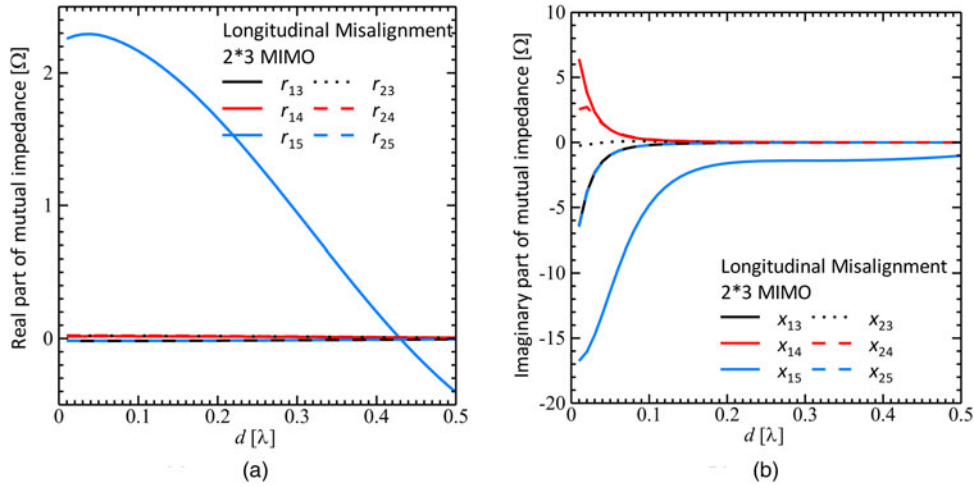 Real part of mutual impedance [Ω]
2
1
0
0
0.1
0.2
0.3
0.4
0.5
d [λ]
Longitudinal Misalignment
2*3 MIMO
r13 r23
r14 r24
r15 r25
(a)
Imaginary part of mutual impedance [Ω]
10
5
0
-5
-10
-15
-20
0
0.1
0.2
0.3
0.4
0.5
d [λ]
Longitudinal Misalignment
2*3 MIMO
x13 x23
x14 x24
x15 x25
(b)